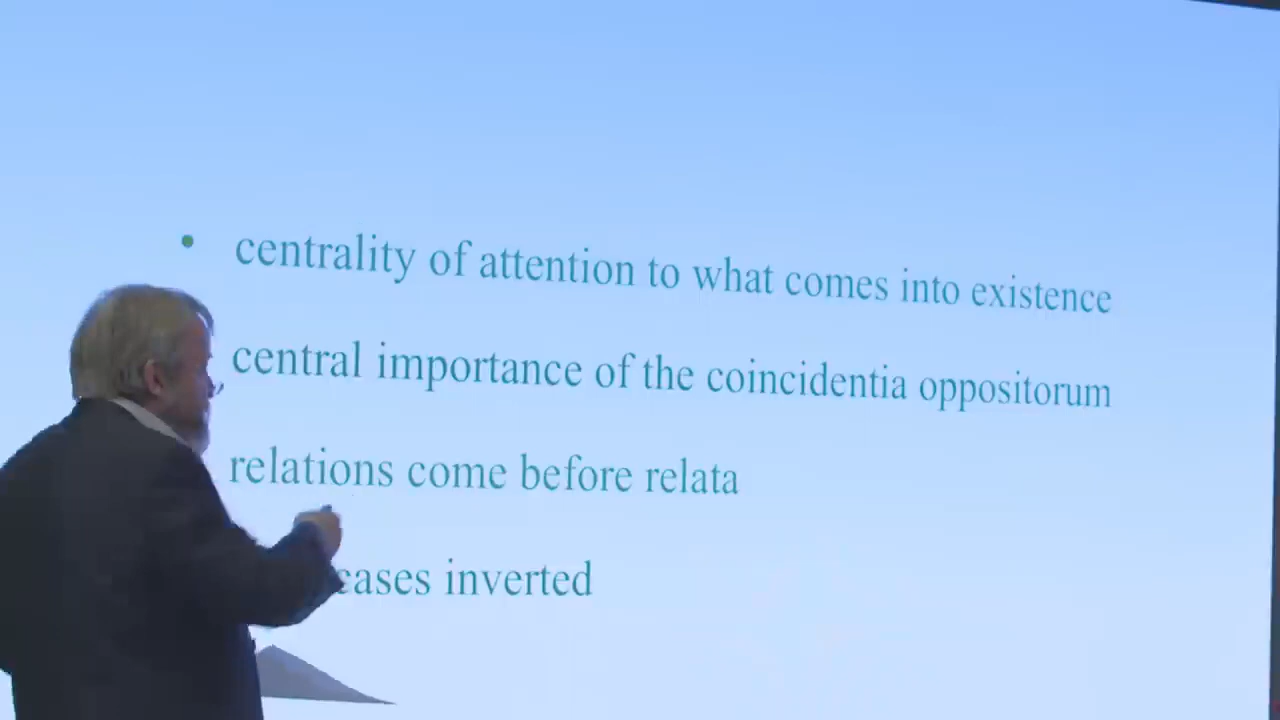 • centrality of attention to what comes into existence
central importance of the coincidentia oppositorum
relations come before relata
cases inverted